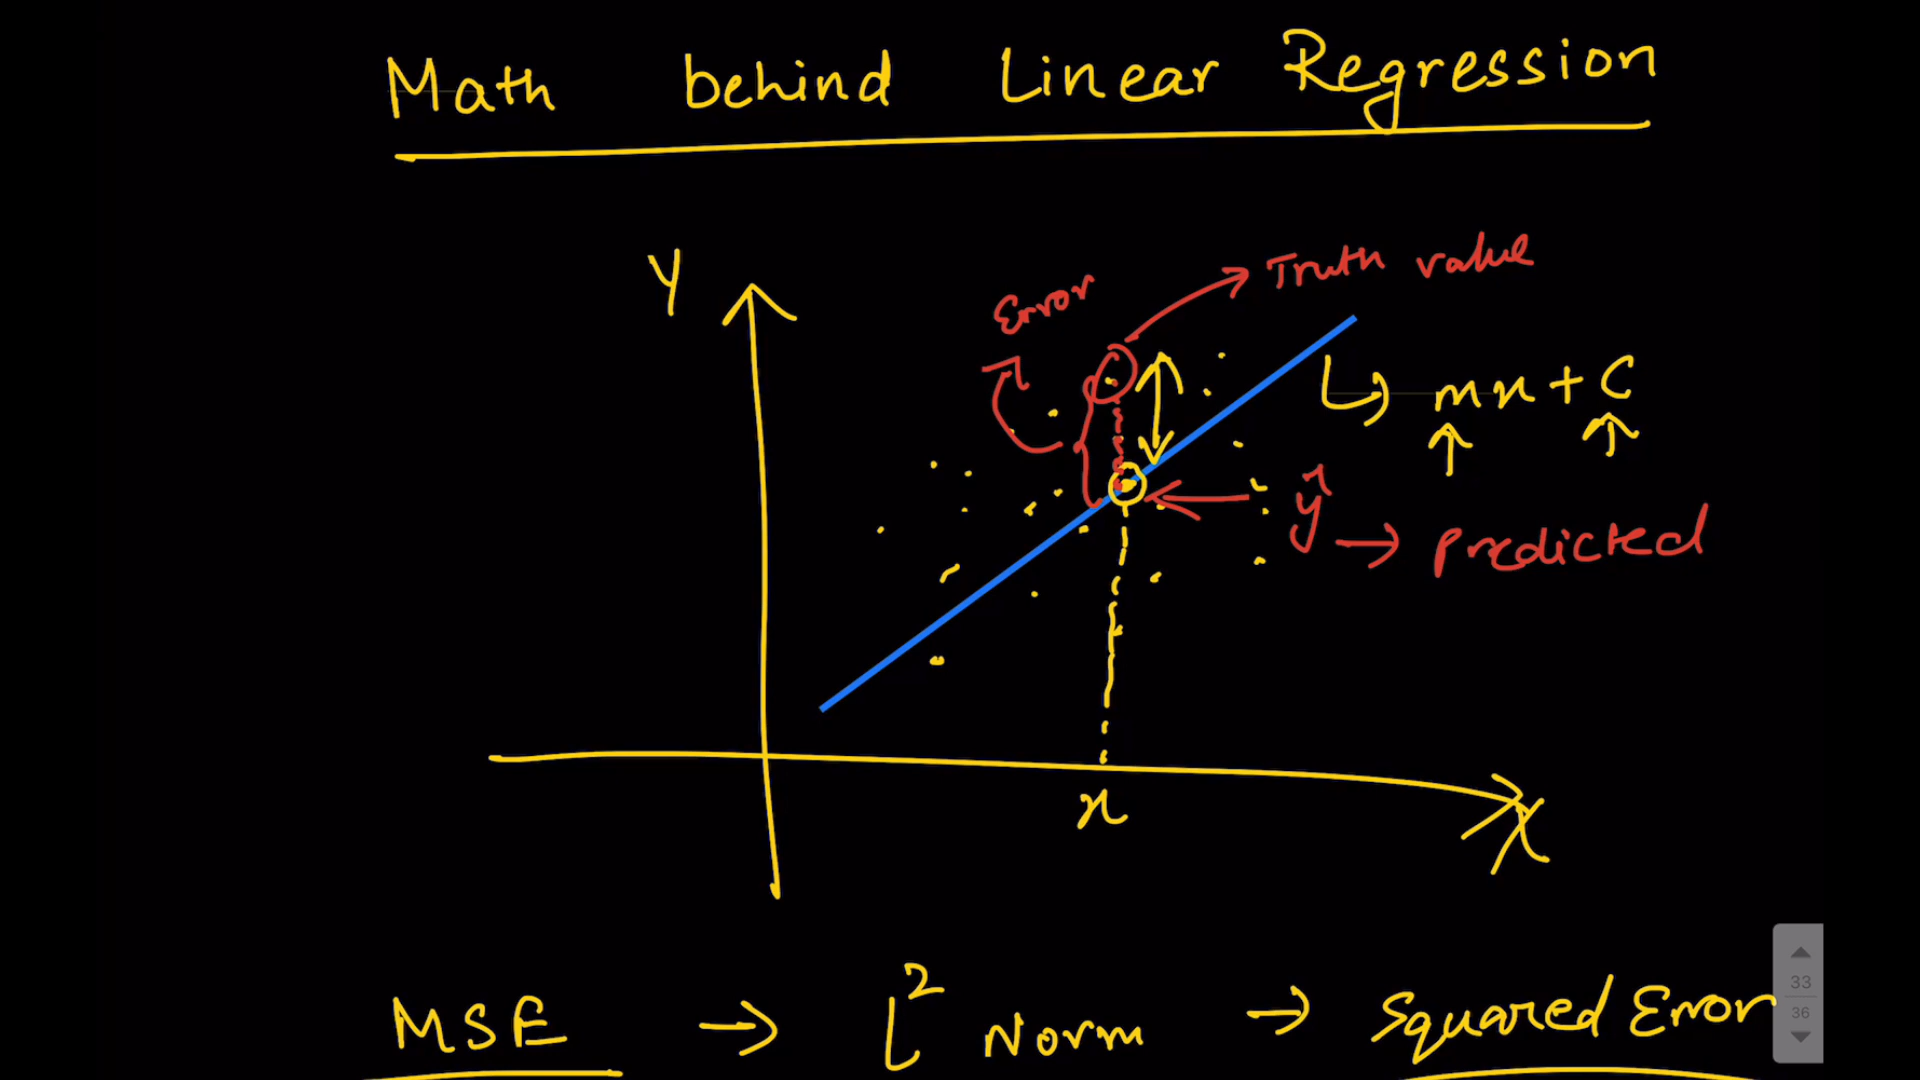 Math behind Linear Regression
Y
Error
Truth value
mx + C
ŷ → Predicted
x
X
MSE → L² Norm → Squared Error
33
36